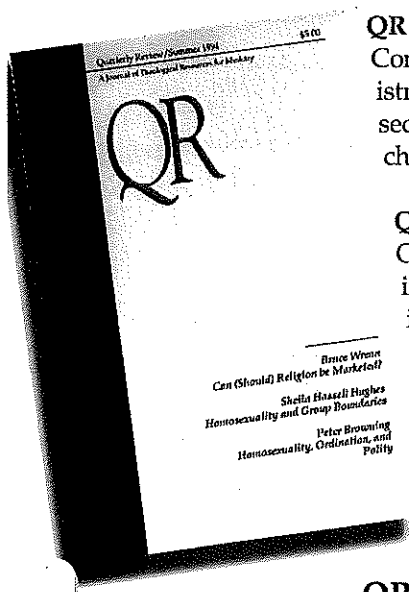 Quarterly Review/Summer 1994
$5.00
A Journal of Theological Resources for Ministry
QR
Bruce Wrenn
Can (Should) Religion be Marketed?
Sheila Hassell Hughes
Homosexuality and Group Boundaries
Peter Browning
Homosexuality, Ordination, and
Polity
QR
Con
istr
sec
ch
Q
C
i
i
QR